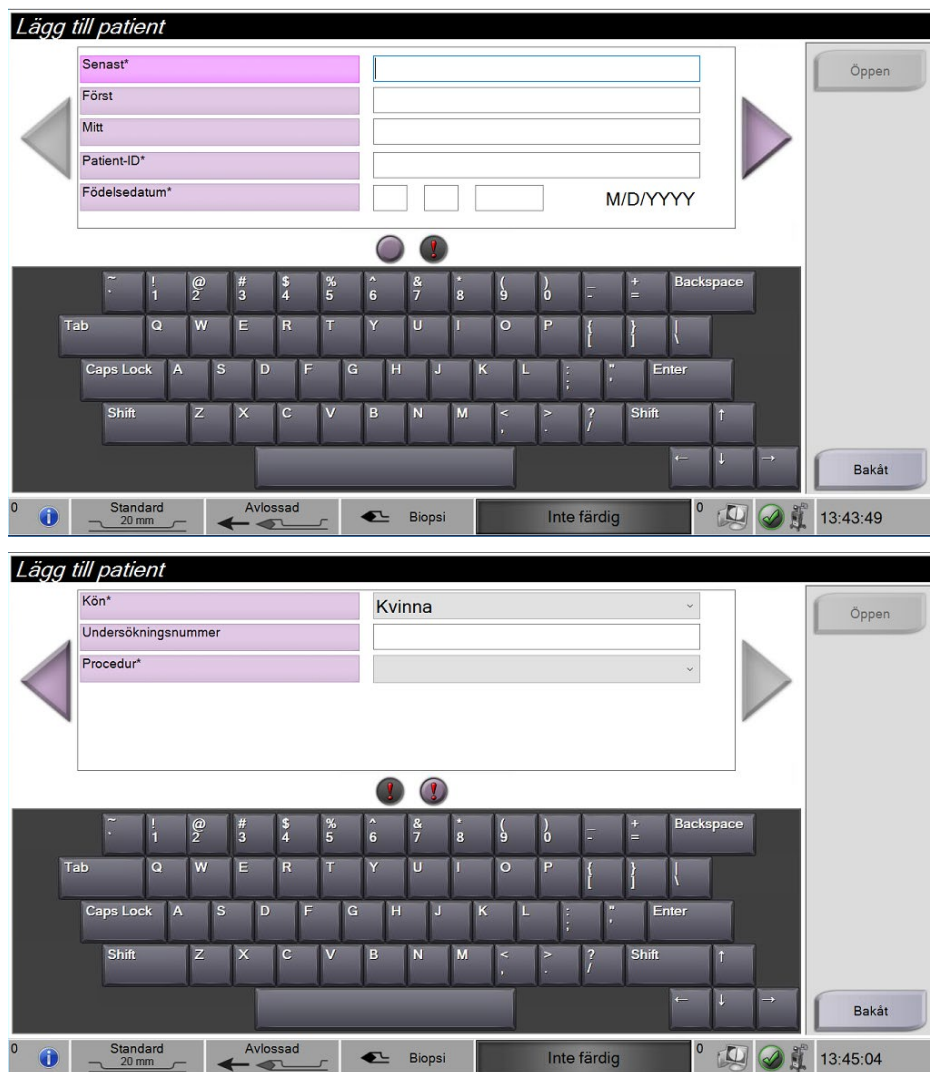 Lägg till patient
Senast*
Öppen
Först
Mitt
Patient-ID*
Födelsedatum* M/D/YYYY
~ ! @ # $ % ^ & * ( ) _ + Backspace
` 1 2 3 4 5 6 7 8 9 0 - =
Tab Q W E R T Y U I O P { } |
[ ] \
Caps Lock A S D F G H J K L : " Enter
; '
Shift Z X C V B N M < > ? Shift ↑
, . /
← ↓ →
Bakåt
0 Standard Avlossad Biopsi Inte färdig 0 13:43:49
20 mm
Lägg till patient
Kön* Kvinna
Öppen
Undersökningsnummer
Procedur*
~ ! @ # $ % ^ & * ( ) _ + Backspace
` 1 2 3 4 5 6 7 8 9 0 - =
Tab Q W E R T Y U I O P { } |
[ ] \
Caps Lock A S D F G H J K L : " Enter
; '
Shift Z X C V B N M < > ? Shift ↑
, . /
← ↓ →
Bakåt
0 Standard Avlossad Biopsi Inte färdig 0 13:45:04
20 mm